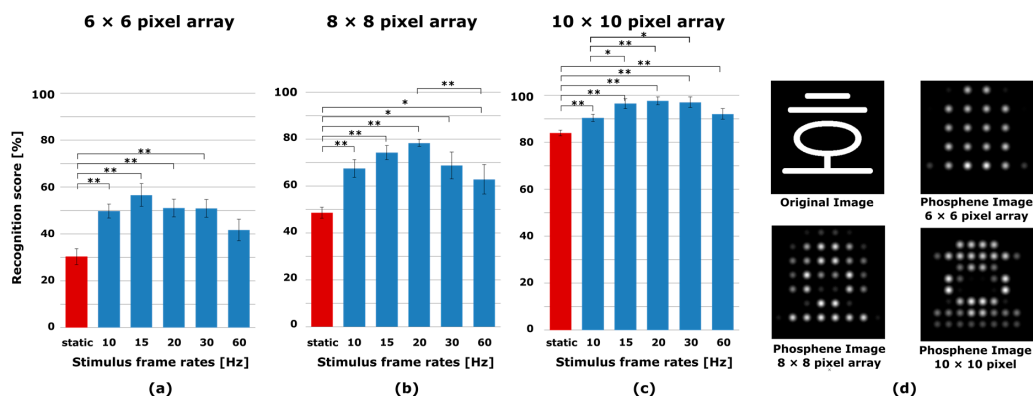 6 × 6 pixel array
8 × 8 pixel array
10 × 10 pixel array
Recognition score [%]
100
80
60
40
20
0
**
**
**
**
static 10 15 20 30 60
Stimulus frame rates [Hz]
(a)
100
80
60
40
20
0
**
*
*
**
**
**
static 10 15 20 30 60
Stimulus frame rates [Hz]
(b)
100
80
60
40
20
0
*
**
*
**
**
**
**
**
static 10 15 20 30 60
Stimulus frame rates [Hz]
(c)
Original Image
Phosphene Image
6 × 6 pixel array
Phosphene Image
8 × 8 pixel array
Phosphene Image
10 × 10 pixel
(d)